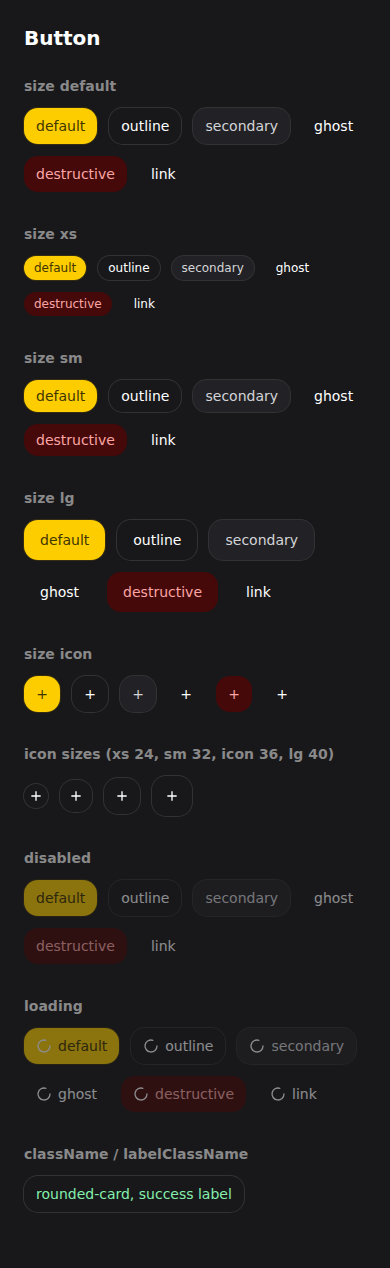 Button
size default
default outline secondary ghost
destructive link
size xs
default outline secondary ghost
destructive link
size sm
default outline secondary ghost
destructive link
size lg
default outline secondary
ghost destructive link
size icon
+ + + + + +
icon sizes (xs 24, sm 32, icon 36, lg 40)
+ + + +
disabled
default outline secondary ghost
destructive link
loading
default outline secondary
ghost destructive link
className / labelClassName
rounded-card, success label